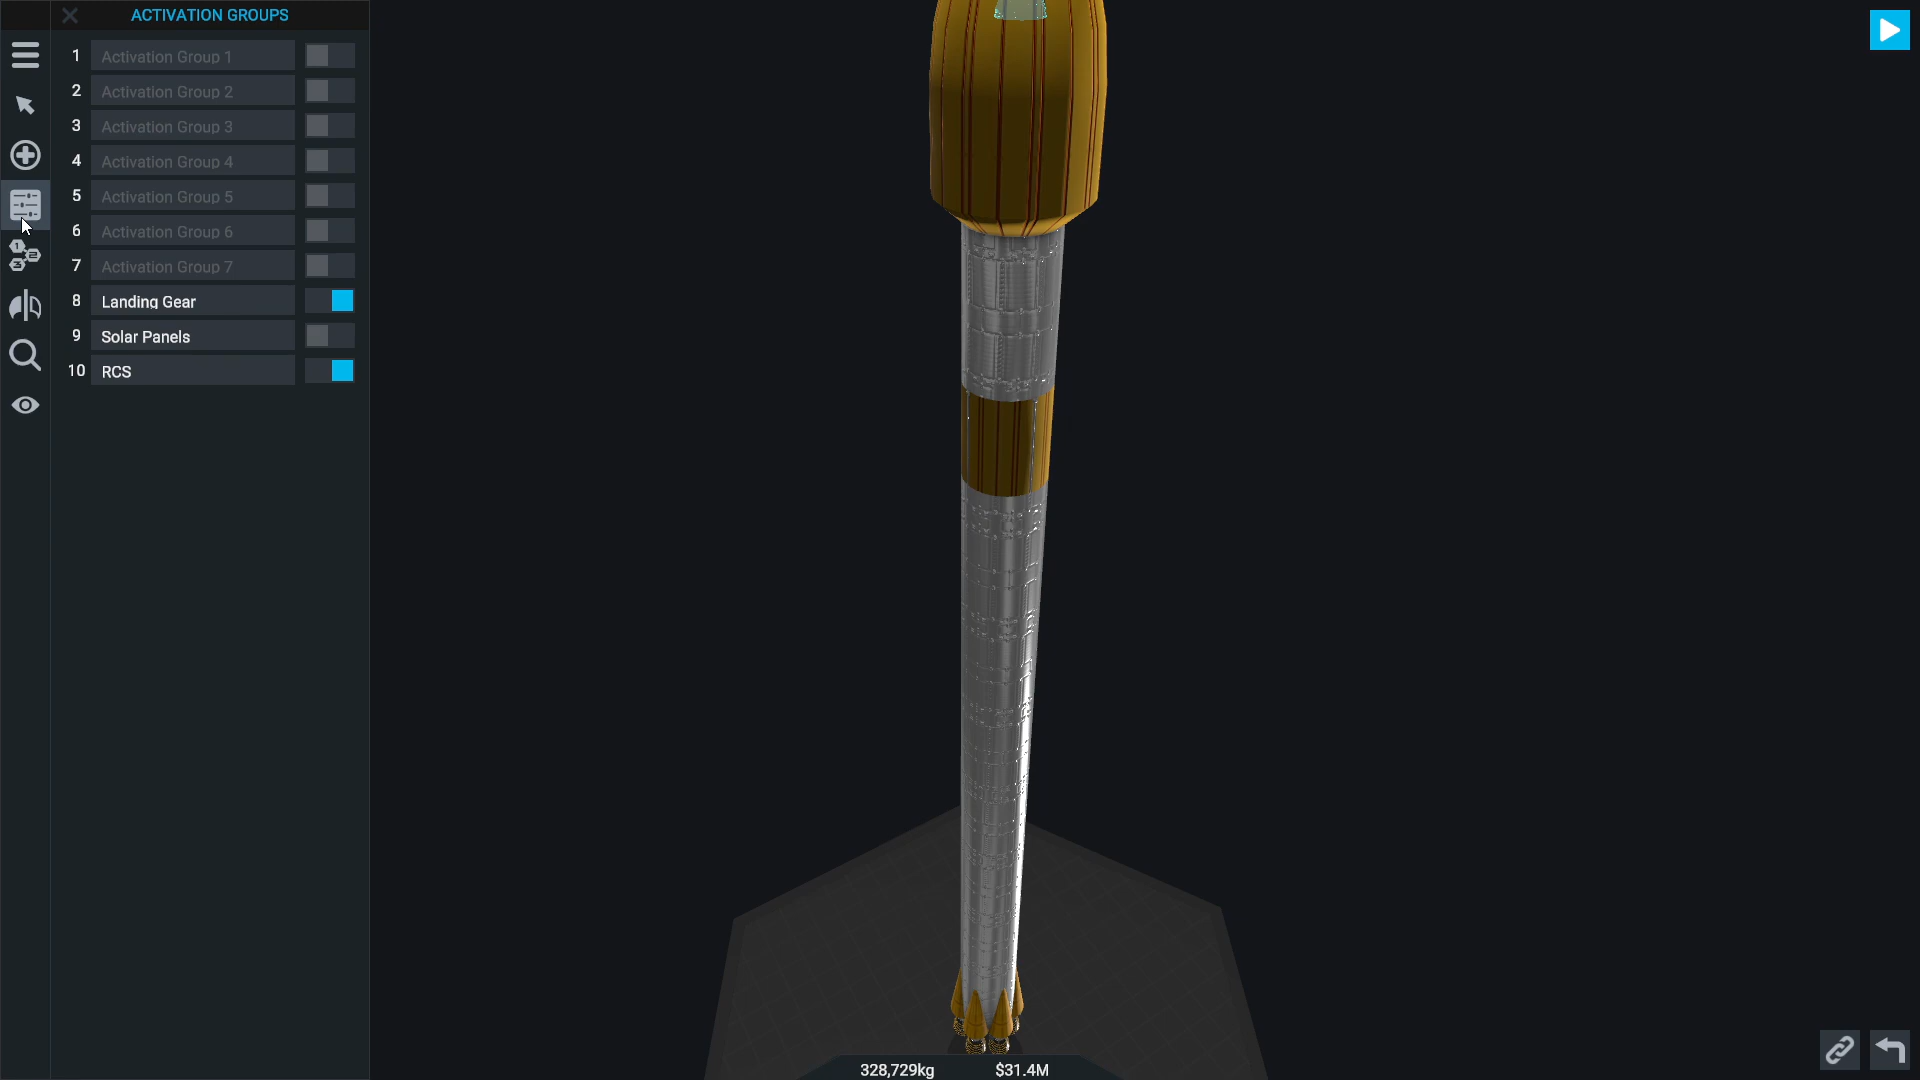 ACTIVATION GROUPS
1 Activation Group 1
2 Activation Group 2
3 Activation Group 3
4 Activation Group 4
5 Activation Group 5
6 Activation Group 6
7 Activation Group 7
8 Landing Gear
9 Solar Panels
10 RCS
328,729kg $31.4M